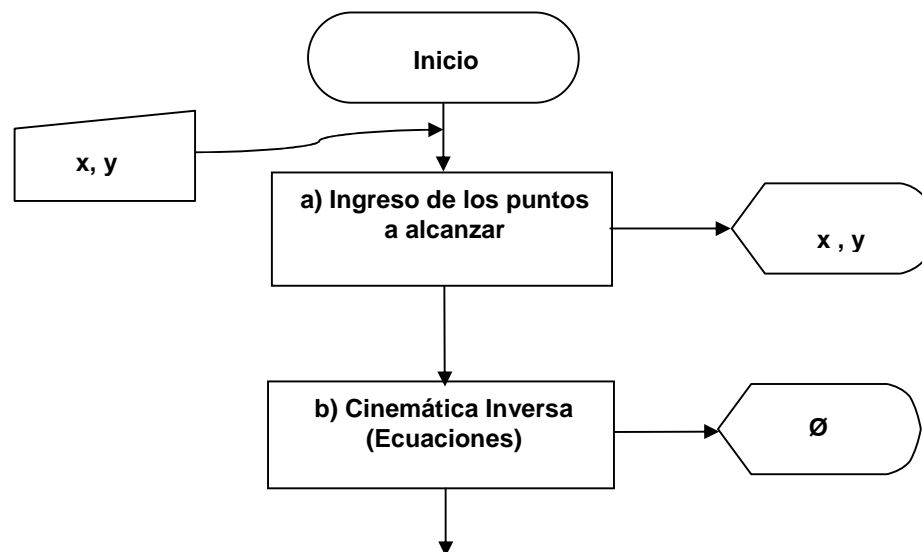 Inicio
x, y
a) Ingreso de los puntos
a alcanzar
x , y
b) Cinemática Inversa
(Ecuaciones)
Ø